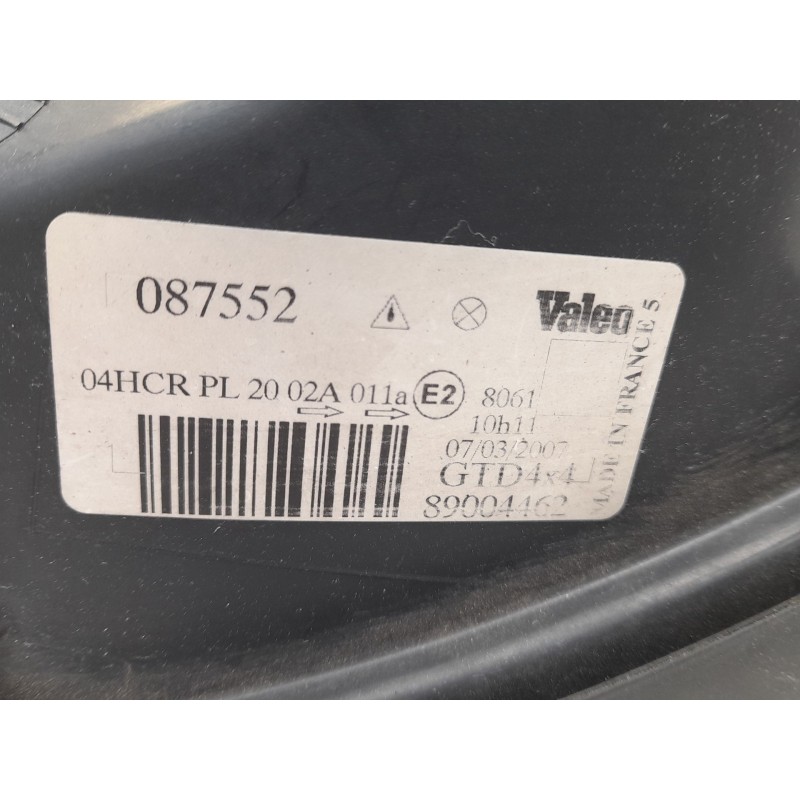 087552
Valeo
04HCR PL 20 02A 011a E2 8061
10h11
07/03/2007
GTD4x4
89004462
MADE IN FRANCE 5